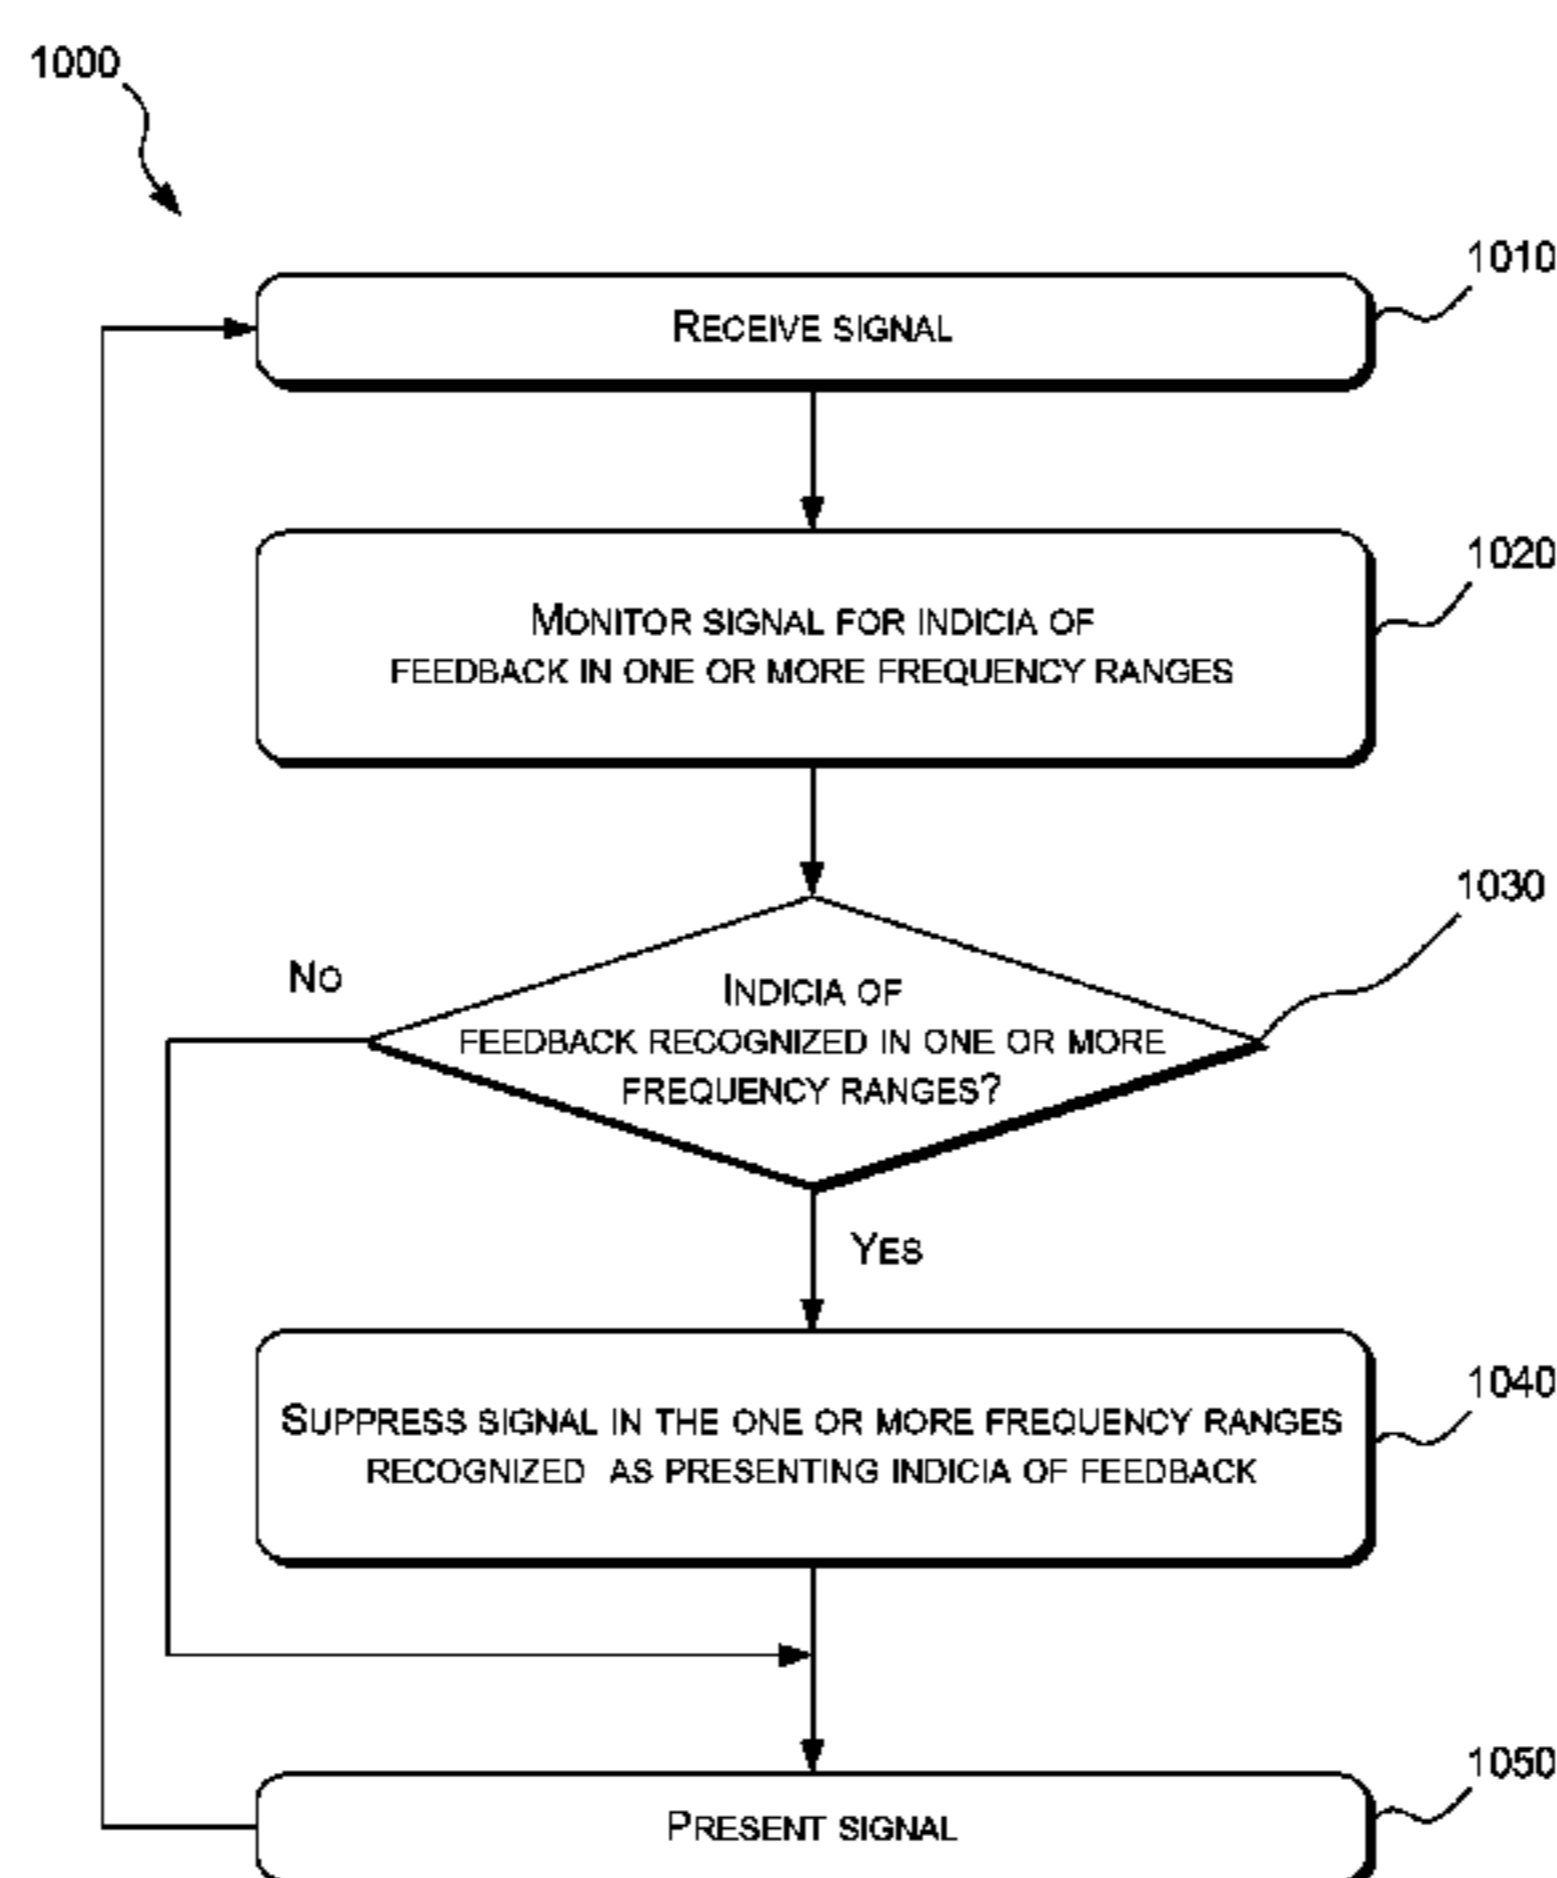 1000
1010
RECEIVE SIGNAL
1020
MONITOR SIGNAL FOR INDICIA OF
FEEDBACK IN ONE OR MORE FREQUENCY RANGES
1030
NO
INDICIA OF
FEEDBACK RECOGNIZED IN ONE OR MORE
FREQUENCY RANGES?
YES
1040
SUPPRESS SIGNAL IN THE ONE OR MORE FREQUENCY RANGES
RECOGNIZED AS PRESENTING INDICIA OF FEEDBACK
1050
PRESENT SIGNAL